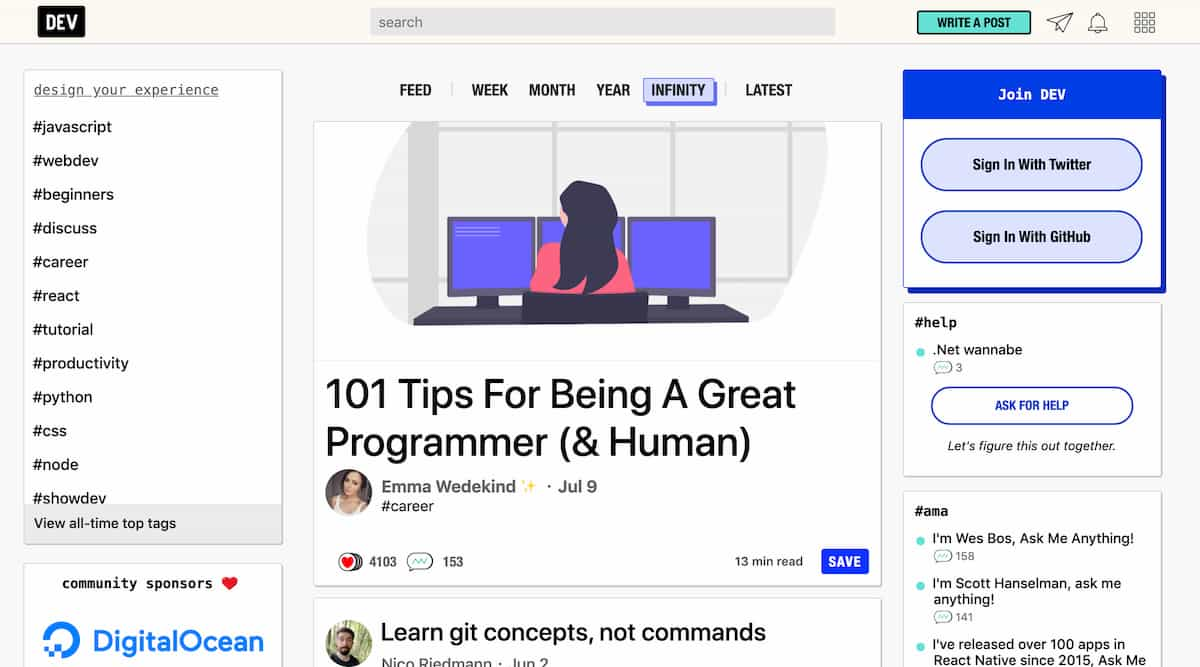 DEV
search
WRITE A POST
design your experience
#javascript
#webdev
#beginners
#discuss
#career
#react
#tutorial
#productivity
#python
#css
#node
#showdev
View all-time top tags
community sponsors
DigitalOcean
FEED
WEEK
MONTH
YEAR
INFINITY
LATEST
101 Tips For Being A Great
Programmer (& Human)
Emma Wedekind ✨ · Jul 9
#career
4103
153
13 min read
SAVE
Learn git concepts, not commands
Nico Riedmann · Jun 2
Join DEV
Sign In With Twitter
Sign In With GitHub
#help
.Net wannabe
3
ASK FOR HELP
Let's figure this out together.
#ama
I'm Wes Bos, Ask Me Anything!
158
I'm Scott Hanselman, ask me
anything!
141
I've released over 100 apps in
React Native since 2015, Ask Me